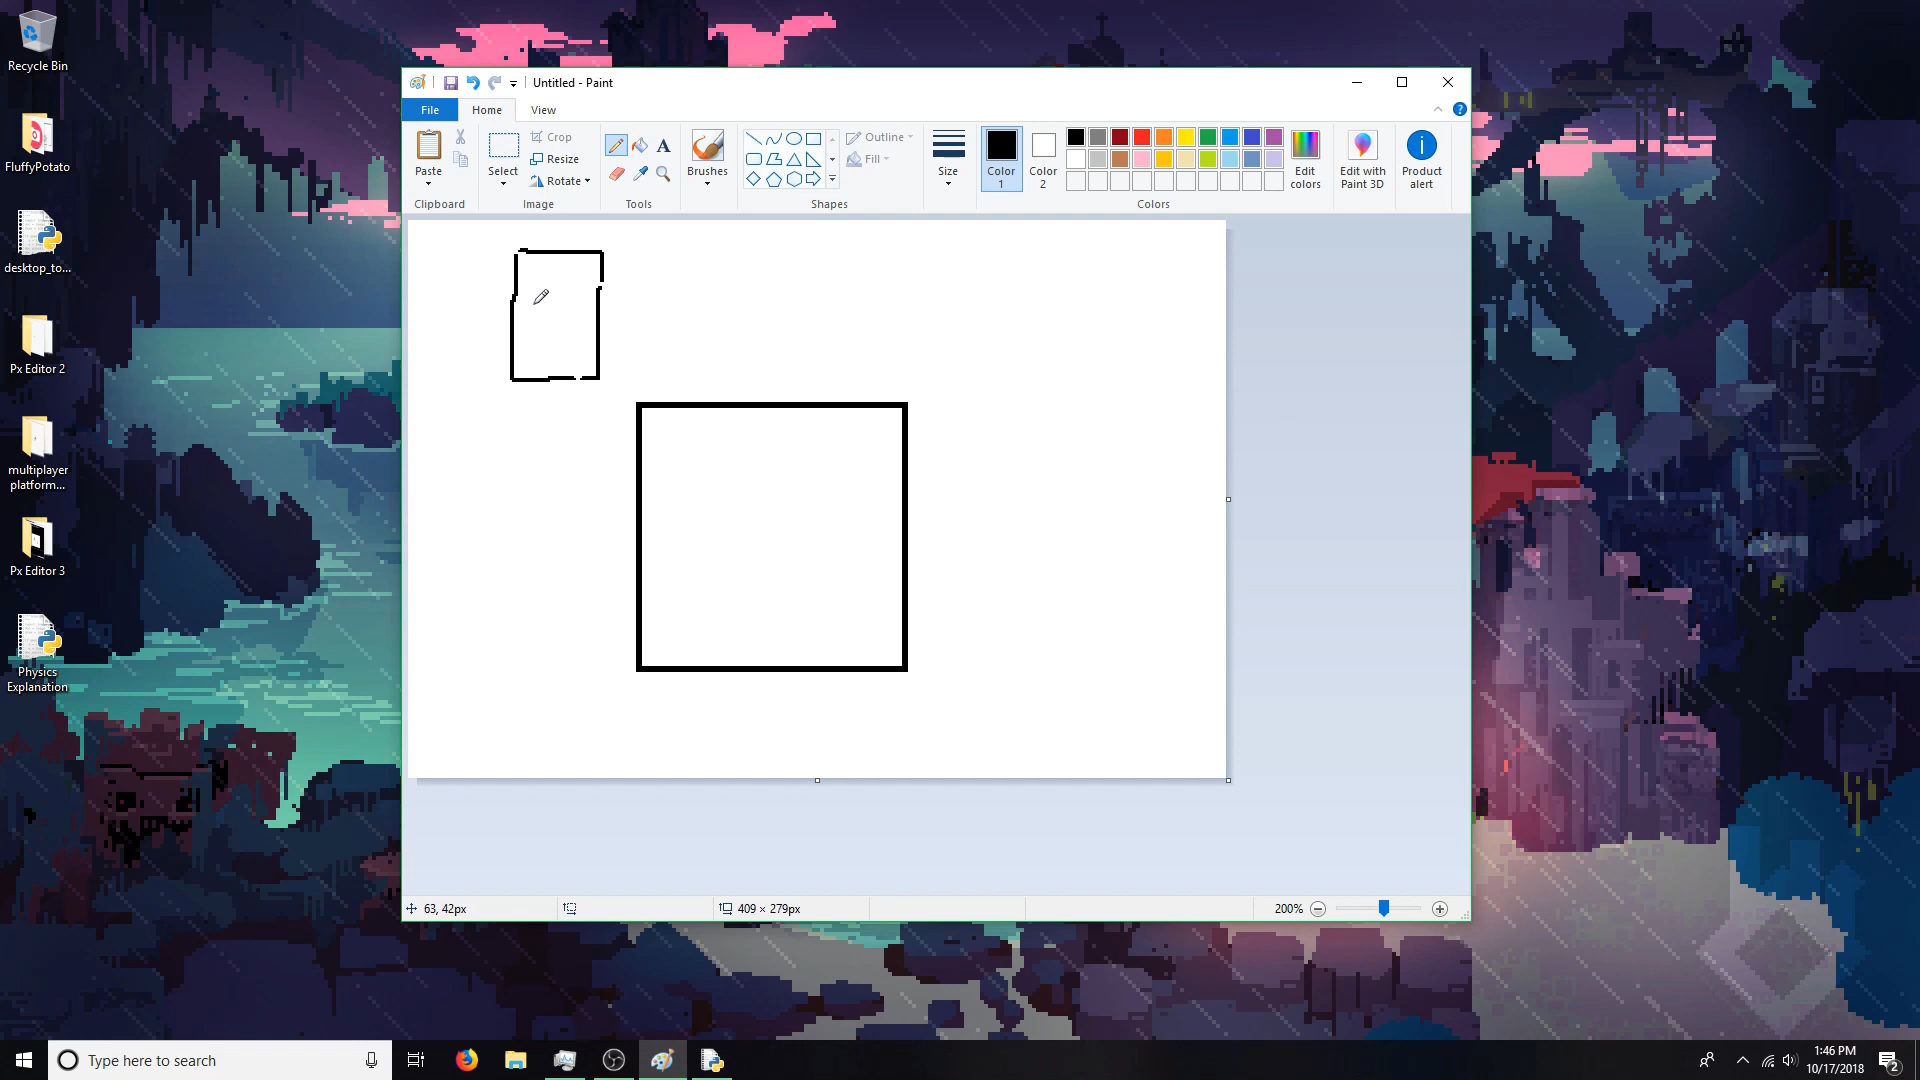 Recycle Bin
FluffyPotato
desktop_to...
Px Editor 2
multiplayer
platform...
Px Editor 3
Physics
Explanation
Untitled - Paint
File
Home
View
Paste
Clipboard
Select
Crop
Resize
Rotate
Image
A
Tools
Brushes
Shapes
Outline
Fill
Size
Color
1
Color
2
Colors
Edit
colors
Edit with
Paint 3D
Product
alert
63, 42px
409 × 279px
200%
Type here to search
1:46 PM
10/17/2018
2